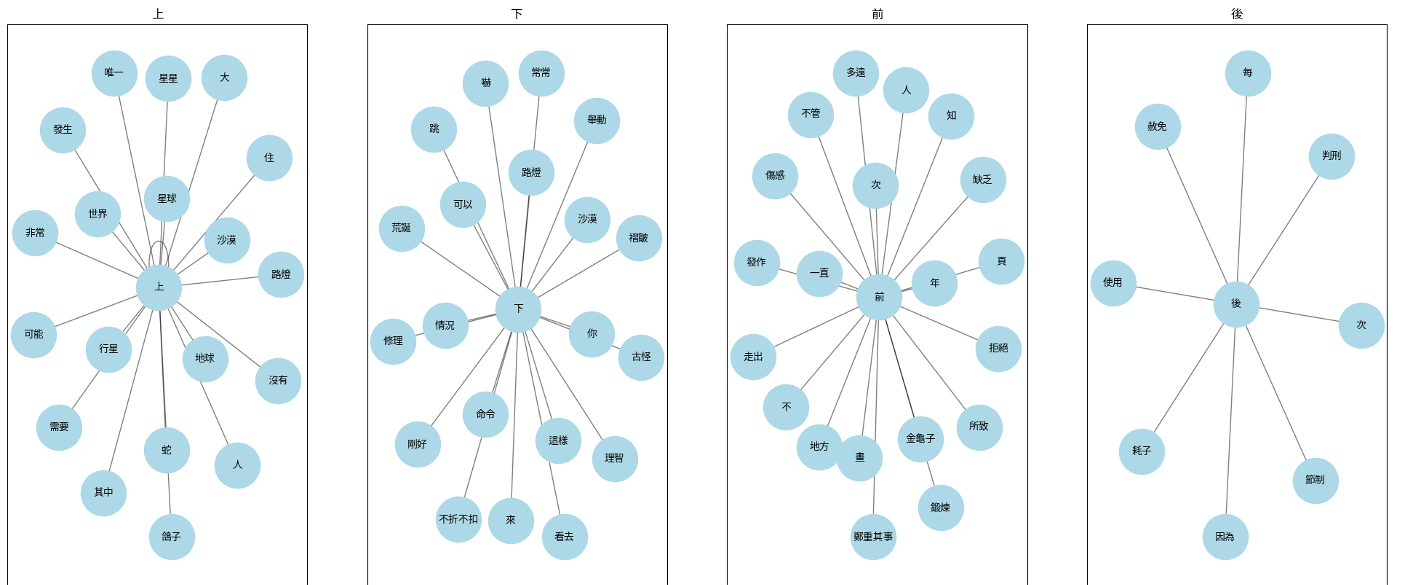 上
唯一
星星
大
發生
住
星球
世界
非常
沙漠
路燈
上
可能
行星
地球
沒有
需要
蛇
人
其中
鴿子
下
常常
嚇
舉動
跳
路燈
可以
沙漠
荒誕
褶皺
下
情況
你
修理
古怪
命令
這樣
剛好
理智
不折不扣
來
看去
前
多遠
人
不管
知
傷感
次
缺乏
發作
一直
年
頁
前
走出
拒絕
不
地方
畫
金龜子
所致
鍛煉
鄭重其事
後
每
赦免
判刑
使用
後
次
耗子
節制
因為